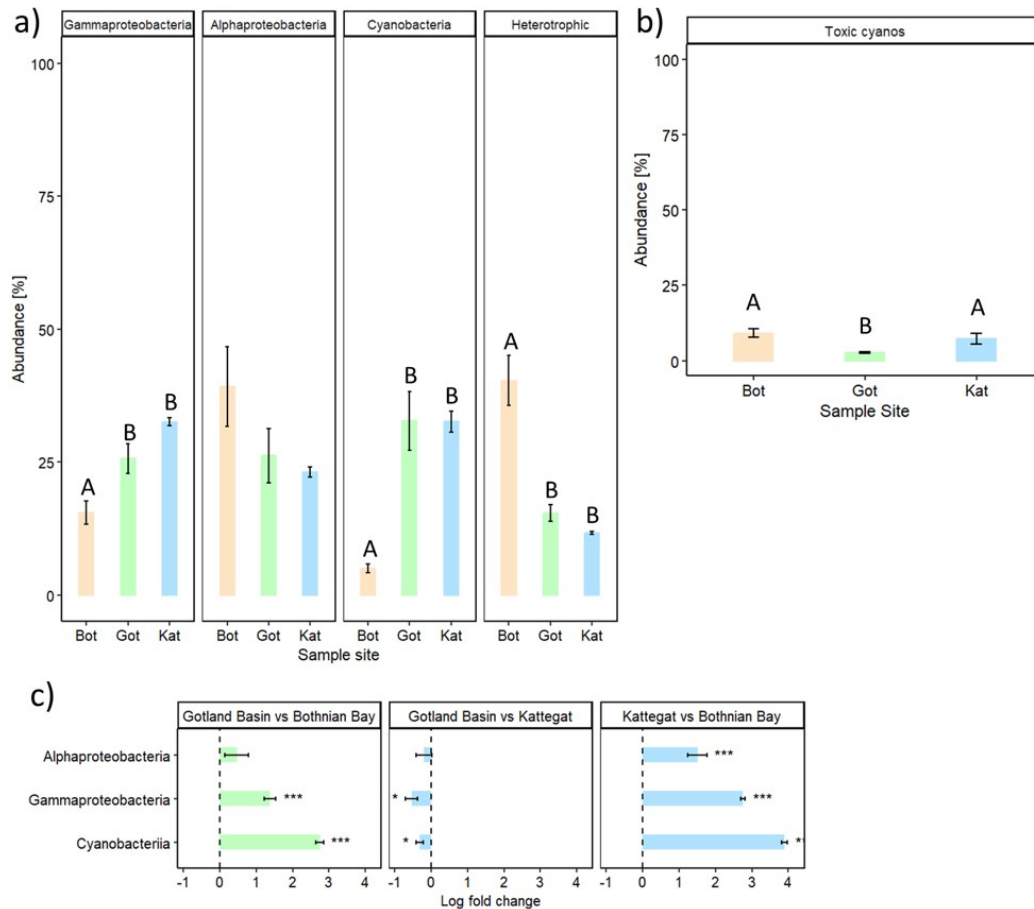 a)
Gammaproteobacteria Alphaproteobacteria Cyanobacteria Heterotrophic
Abundance [%]
100
75
50
25
0
A B B
A B B
A B B
Bot Got Kat Bot Got Kat Bot Got Kat Bot Got Kat
Sample site
b)
Toxic cyanos
Abundance [%]
100
75
50
25
0
A B A
Bot Got Kat
Sample Site
c)
Gotland Basin vs Bothnian Bay Gotland Basin vs Kattegat Kattegat vs Bothnian Bay
Alphaproteobacteria ***
Gammaproteobacteria *** * ***
Cyanobacteriia *** * **
-1 0 1 2 3 4 -1 0 1 2 3 4 -1 0 1 2 3 4
Log fold change